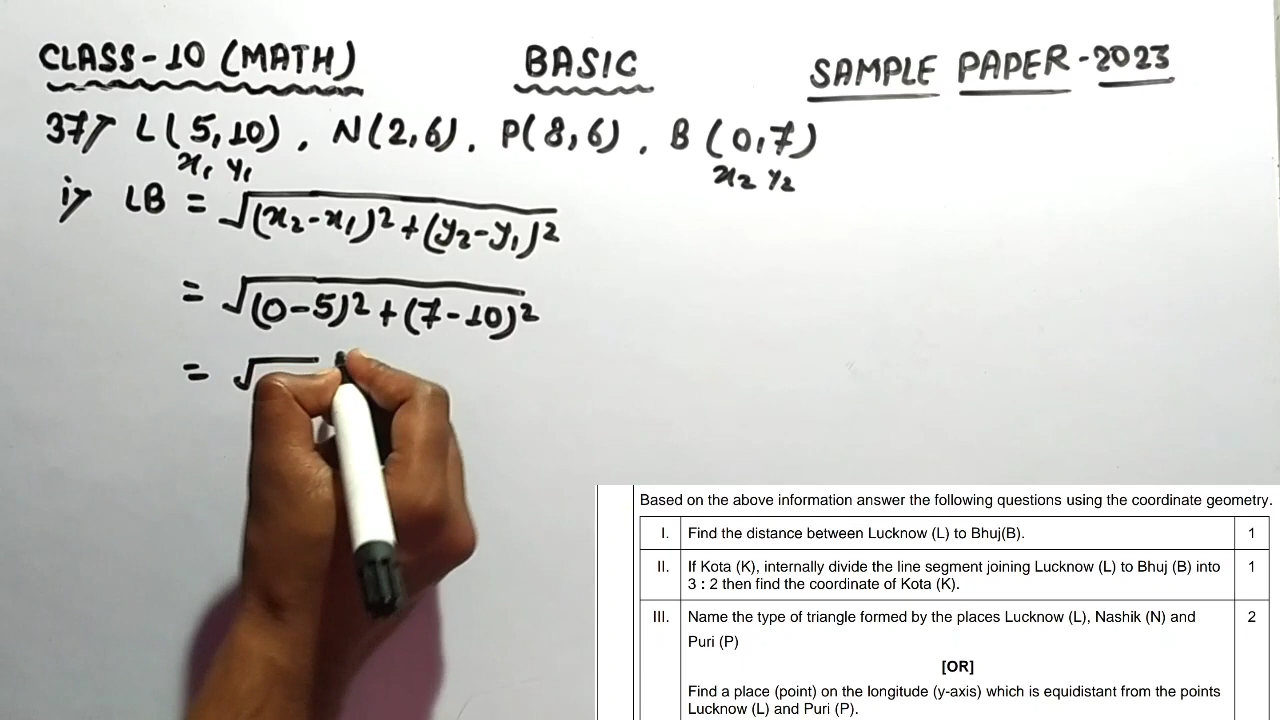 CLASS-10 (MATH) BASIC SAMPLE PAPER-2023
37) L(5,10), N(2,6), P(8,6), B(0,7)
x₁ y₁ x₂ y₂
i) LB = √(x₂-x₁)²+(y₂-y₁)²
= √(0-5)²+(7-10)²
= √
Based on the above information answer the following questions using the coordinate geometry.
I. Find the distance between Lucknow (L) to Bhuj(B). 1
II. If Kota (K), internally divide the line segment joining Lucknow (L) to Bhuj (B) into 1
3 : 2 then find the coordinate of Kota (K).
III. Name the type of triangle formed by the places Lucknow (L), Nashik (N) and 2
Puri (P)
[OR]
Find a place (point) on the longitude (y-axis) which is equidistant from the points
Lucknow (L) and Puri (P).